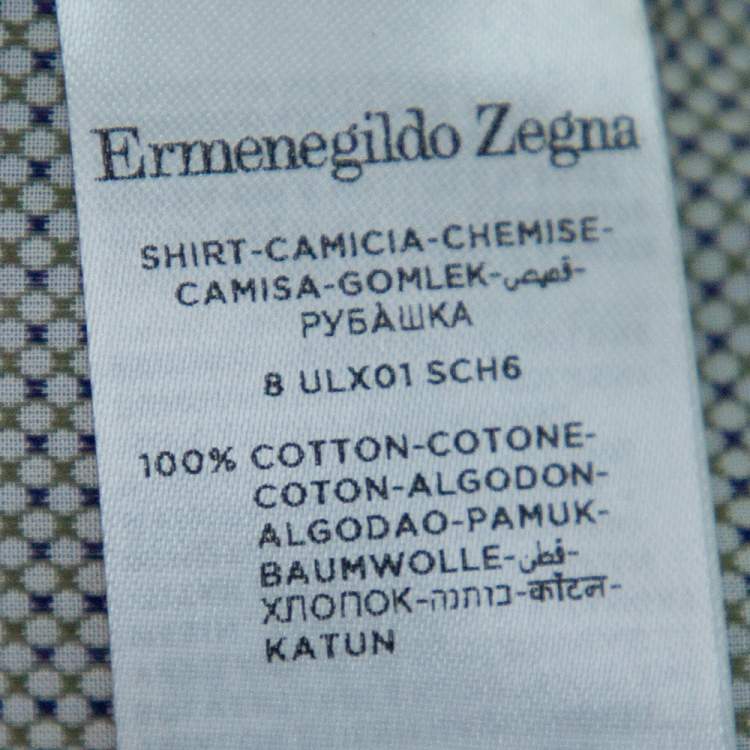 Ermenegildo Zegna
SHIRT-CAMICIA-CHEMISE-
CAMISA-GOMLEK-قميص-
РУБÀШКА
8 ULX01 SCH6
100% COTTON-COTONE-
COTON-ALGODON-
ALGODAO-PAMUK-
BAUMWOLLE-قطن-
ХЛОПОК-כותנה-कॉटन-
KATUN